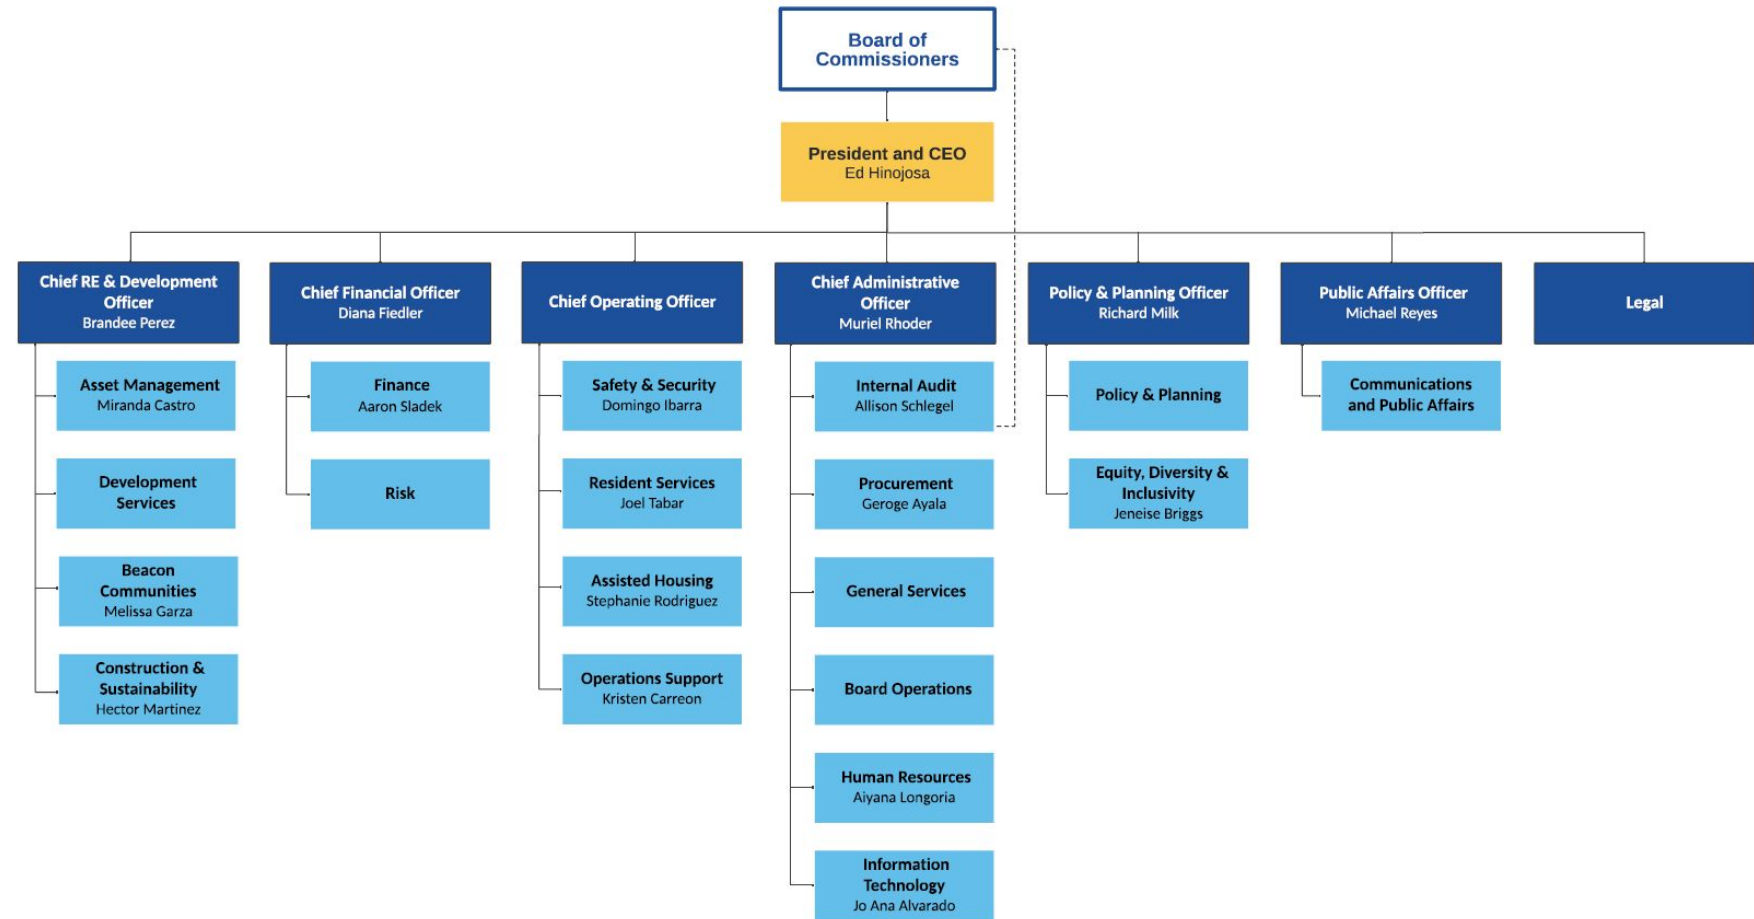 Board of
Commissioners
President and CEO
Ed Hinojosa
Chief RE & Development
Officer
Brandee Perez
Asset Management
Miranda Castro
Development
Services
Beacon
Communities
Melissa Garza
Construction &
Sustainability
Hector Martinez
Chief Financial Officer
Diana Fiedler
Finance
Aaron Sladek
Risk
Chief Operating Officer
Safety & Security
Domingo Ibarra
Resident Services
Joel Tabar
Assisted Housing
Stephanie Rodriguez
Operations Support
Kristen Carreon
Chief Administrative
Officer
Muriel Rhoder
Internal Audit
Allison Schlegel
Procurement
Geroge Ayala
General Services
Board Operations
Human Resources
Aiyana Longoria
Information
Technology
Jo Ana Alvarado
Policy & Planning Officer
Richard Milk
Policy & Planning
Equity, Diversity &
Inclusivity
Jeneise Briggs
Public Affairs Officer
Michael Reyes
Communications
and Public Affairs
Legal